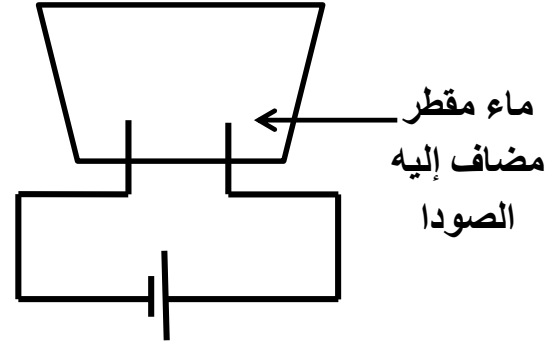 ماء مقطر
مضاف إليه
الصودا